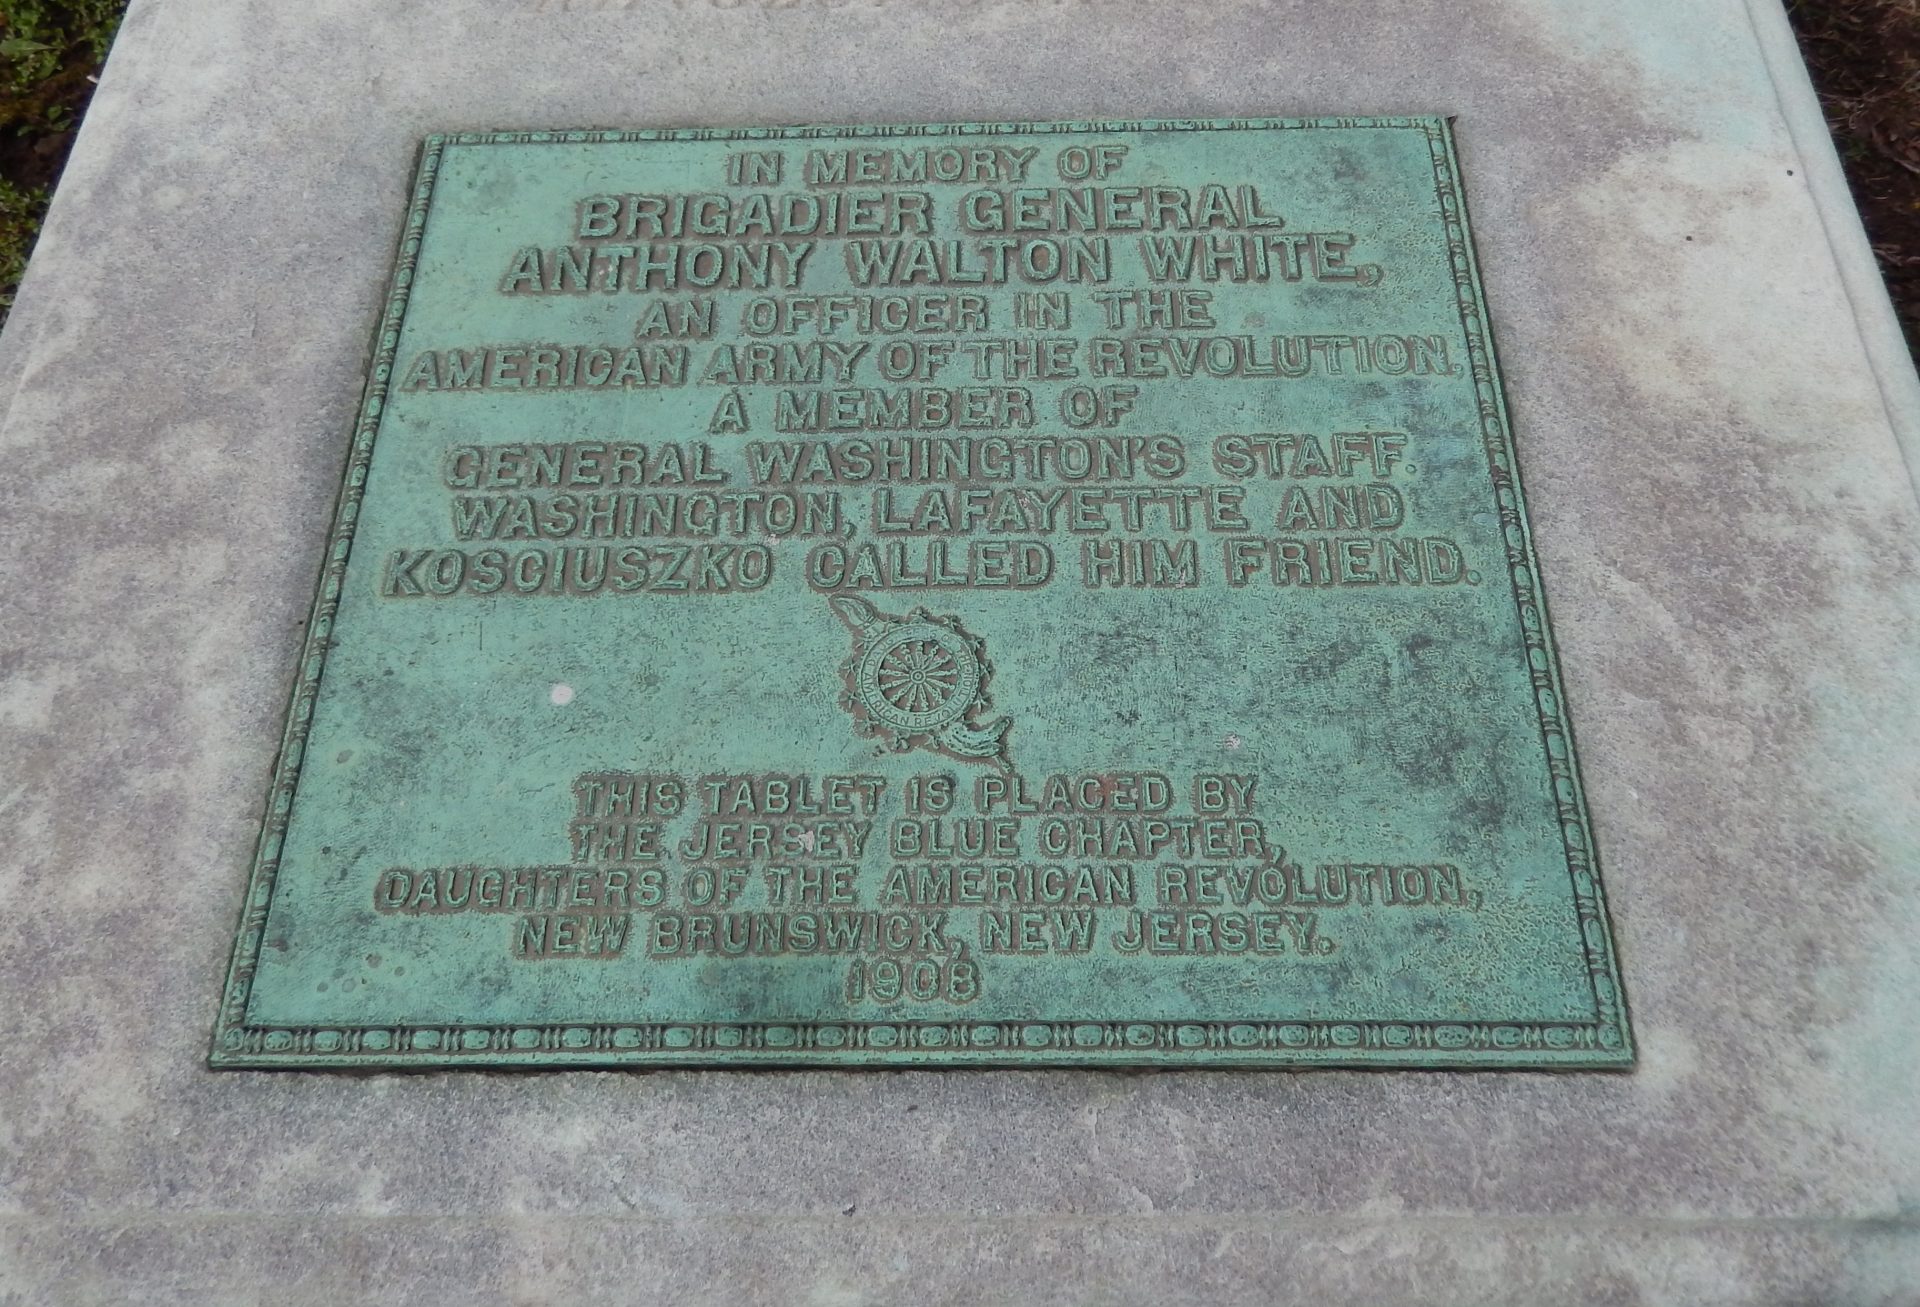 IN MEMORY OF
BRIGADIER GENERAL
ANTHONY WALTON WHITE,
AN OFFICER IN THE
AMERICAN ARMY OF THE REVOLUTION,
A MEMBER OF
GENERAL WASHINGTON'S STAFF.
WASHINGTON, LAFAYETTE AND
KOSCIUSZKO CALLED HIM FRIEND.
AMERICAN REVOLUTION
THIS TABLET IS PLACED BY
THE JERSEY BLUE CHAPTER,
DAUGHTERS OF THE AMERICAN REVOLUTION,
NEW BRUNSWICK, NEW JERSEY.
1908